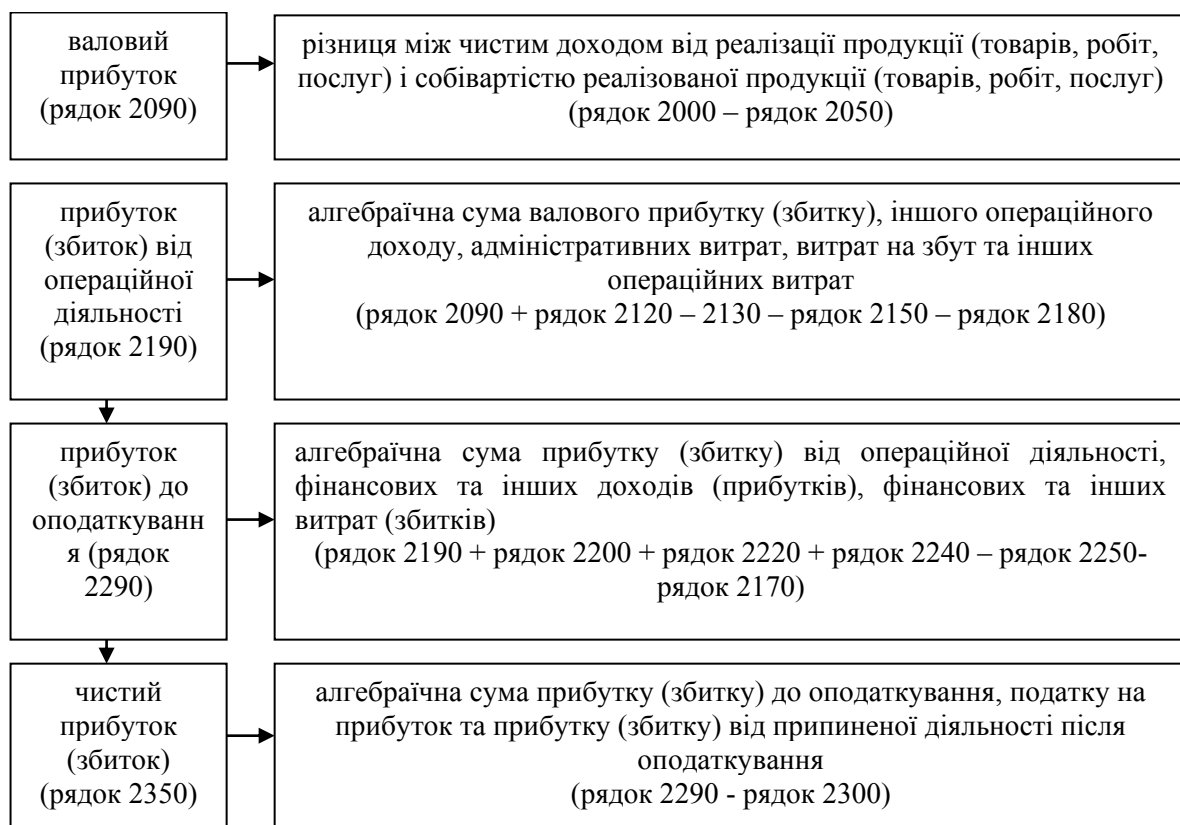 валовий
прибуток
(рядок 2090)
різниця між чистим доходом від реалізації продукції (товарів, робіт,
послуг) і собівартістю реалізованої продукції (товарів, робіт, послуг)
(рядок 2000 – рядок 2050)
прибуток
(збиток) від
операційної
діяльності
(рядок 2190)
алгебраїчна сума валового прибутку (збитку), іншого операційного
доходу, адміністративних витрат, витрат на збут та інших
операційних витрат
(рядок 2090 + рядок 2120 – 2130 – рядок 2150 – рядок 2180)
прибуток
(збиток) до
оподаткуванн
я (рядок
2290)
алгебраїчна сума прибутку (збитку) від операційної діяльності,
фінансових та інших доходів (прибутків), фінансових та інших
витрат (збитків)
(рядок 2190 + рядок 2200 + рядок 2220 + рядок 2240 – рядок 2250-
рядок 2170)
чистий
прибуток
(збиток)
(рядок 2350)
алгебраїчна сума прибутку (збитку) до оподаткування, податку на
прибуток та прибутку (збитку) від припиненої діяльності після
оподаткування
(рядок 2290 - рядок 2300)